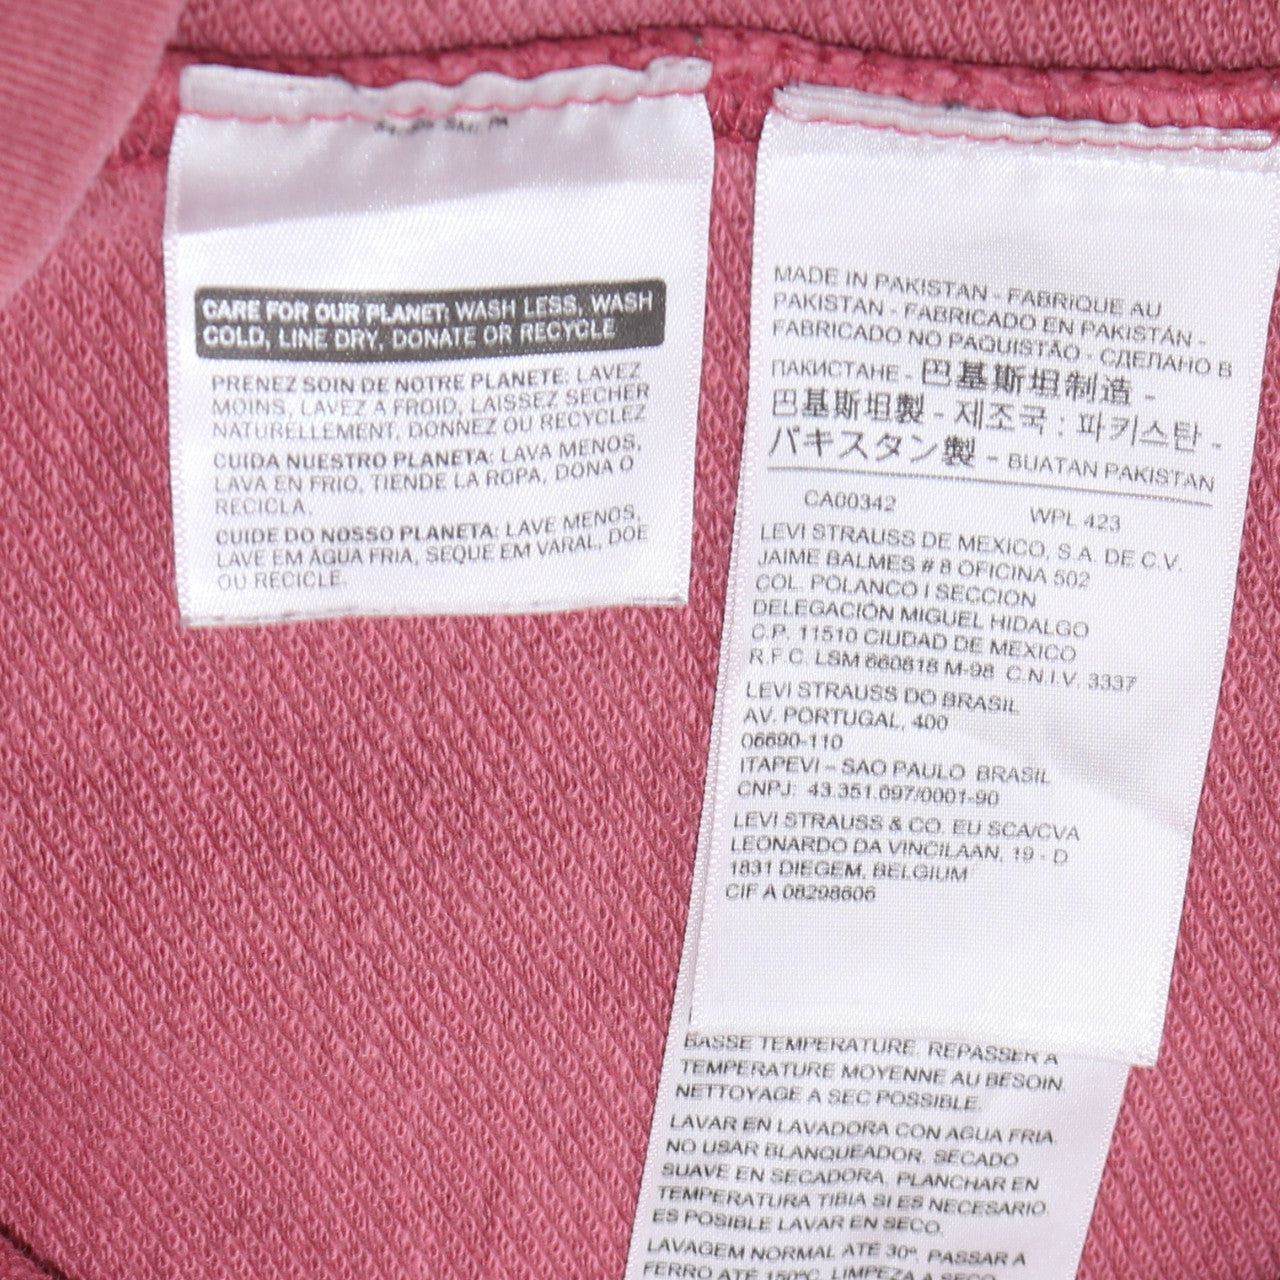 CARE FOR OUR PLANET: WASH LESS, WASH
COLD, LINE DRY, DONATE OR RECYCLE
PRENEZ SOIN DE NOTRE PLANETE: LAVEZ
MOINS, LAVEZ A FROID, LAISSEZ SÉCHER
NATURELLEMENT, DONNEZ OU RECYCLEZ
CUIDA NUESTRO PLANETA: LAVA MENOS,
LAVA EN FRIO, TIENDE LA ROPA, DONA O
RECICLA.
CUIDE DO NOSSO PLANETA: LAVE MENOS,
LAVE EM ÁGUA FRIA, SEQUE EM VARAL, DOE
OU RECICLE.
MADE IN PAKISTAN - FABRIQUE AU
PAKISTAN - FABRICADO EN PAKISTÁN -
FABRICADO NO PAQUISTÃO - СДЕЛАНО В
ПАКИСТАНЕ - 巴基斯坦制造 -
巴基斯坦製 - 제조국 : 파키스탄 -
パキスタン製 - BUATAN PAKISTAN
CA00342 WPL 423
LEVI STRAUSS DE MEXICO, S.A. DE C.V.
JAIME BALMES # 8 OFICINA 502
COL. POLANCO I SECCION
DELEGACIÓN MIGUEL HIDALGO
C.P. 11510 CIUDAD DE MEXICO
R.F.C. LSM 660818 M-98 C.N.I.V. 3337
LEVI STRAUSS DO BRASIL
AV. PORTUGAL, 400
06690-110
ITAPEVI – SAO PAULO BRASIL
CNPJ: 43.351.097/0001-90
LEVI STRAUSS & CO. EU SCA/CVA
LEONARDO DA VINCILAAN, 19 - D
1831 DIEGEM, BELGIUM
CIF A 08298606
BASSE TEMPERATURE. REPASSER A
TEMPERATURE MOYENNE AU BESOIN.
NETTOYAGE A SEC POSSIBLE.
LAVAR EN LAVADORA CON AGUA FRIA.
NO USAR BLANQUEADOR. SECADO
SUAVE EN SECADORA. PLANCHAR EN
TEMPERATURA TIBIA SI ES NECESARIO.
ES POSIBLE LAVAR EN SECO.
LAVAGEM NORMAL ATÉ 30º. PASSAR A
FERRO ATÉ 150ºC. LIMPEZA A SECO